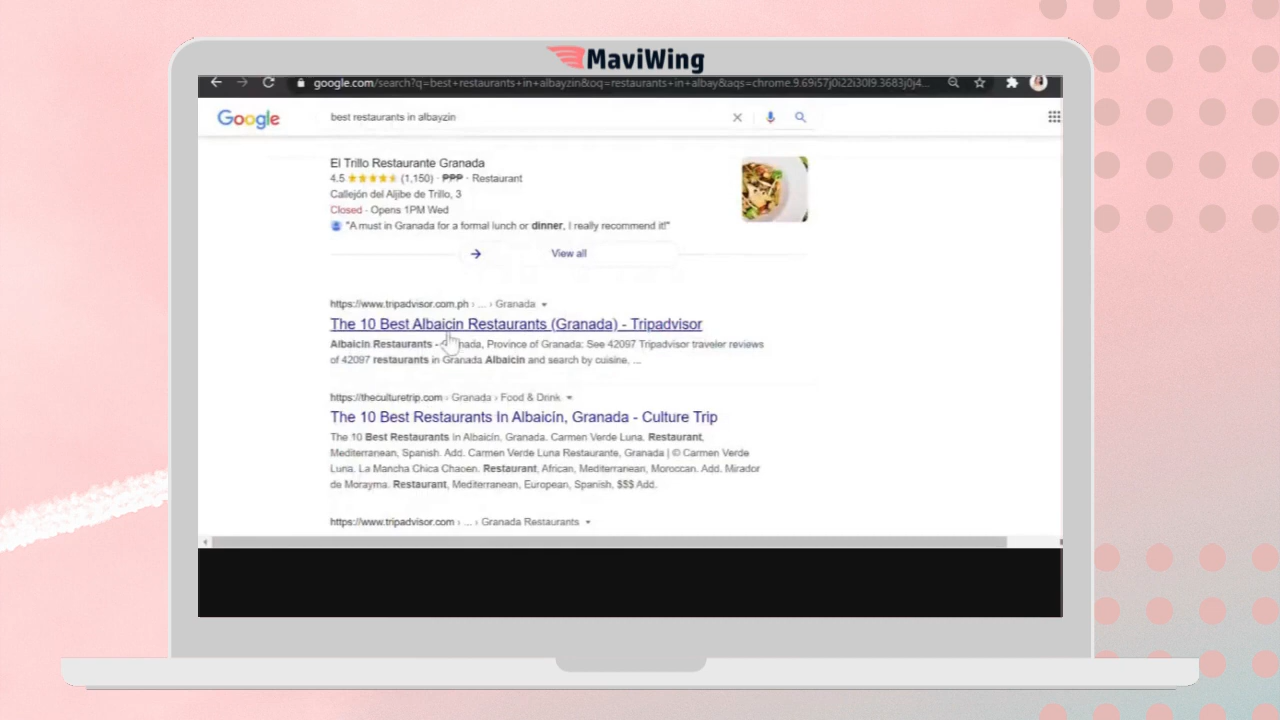 MaviWing
google.com/search?q=best+restaurants+in+albayzin&oq=restaurants+in+albay&aqs=chrome.9.69i57j0i22i30l9.3683j0j4...
Google
best restaurants in albayzin
El Trillo Restaurante Granada
4.5 (1,150) · ₱₱₱ · Restaurant
Callejón del Aljibe de Trillo, 3
Closed · Opens 1PM Wed
"A must in Granada for a formal lunch or dinner, I really recommend it!"
View all
https://www.tripadvisor.com.ph › ... › Granada
The 10 Best Albaicin Restaurants (Granada) - Tripadvisor
Albaicin Restaurants - Granada, Province of Granada: See 42097 Tripadvisor traveler reviews
of 42097 restaurants in Granada Albaicin and search by cuisine, ...
https://theculturetrip.com › Granada › Food & Drink
The 10 Best Restaurants In Albaicín, Granada - Culture Trip
The 10 Best Restaurants In Albaicín, Granada. Carmen Verde Luna. Restaurant,
Mediterranean, Spanish. Add. Carmen Verde Luna Restaurante, Granada | © Carmen Verde
Luna. La Mancha Chica Chaoen. Restaurant, African, Mediterranean, Moroccan. Add. Mirador
de Morayma. Restaurant, Mediterranean, European, Spanish, $$$ Add.
https://www.tripadvisor.com › ... › Granada Restaurants